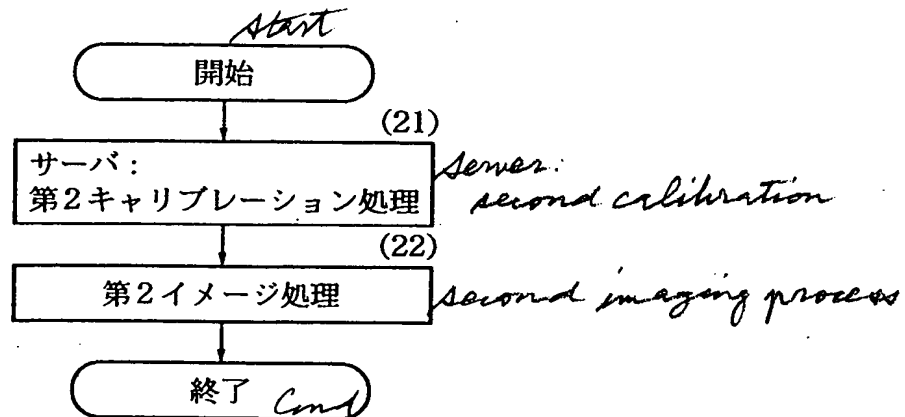 start
開始
(21)
サーバ： server:
第2キャリブレーション処理 second calibration
(22)
第2イメージ処理 second imaging process
終了 end